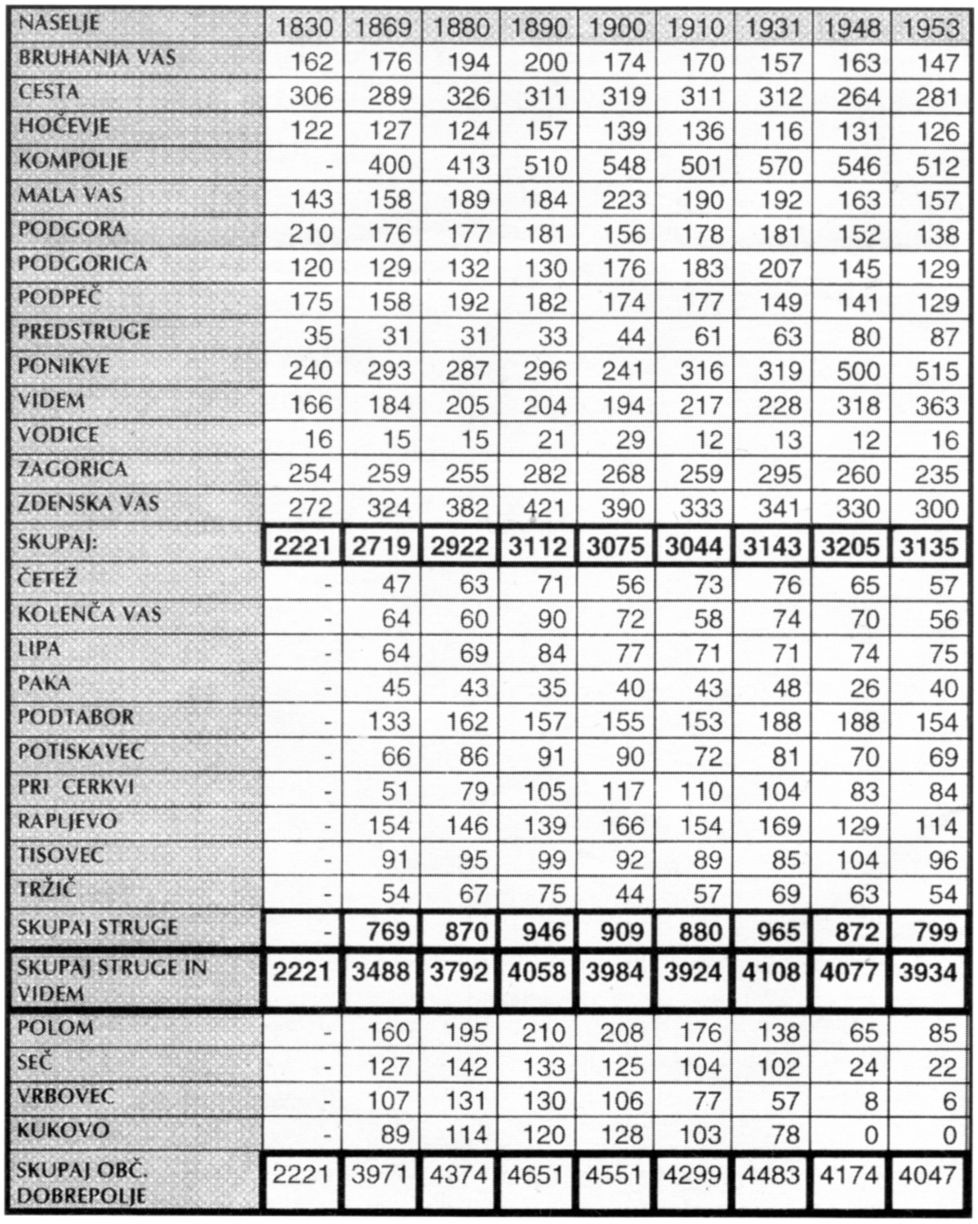 NASELJE 1830 1869 1880 1890 1900 1910 1931 1948 1953
BRUHANJA VAS 162 176 194 200 174 170 157 163 147
CESTA 306 289 326 311 319 311 312 264 281
HOČEVJE 122 127 124 157 139 136 116 131 126
KOMPOLJE - 400 413 510 548 501 570 546 512
MALA VAS 143 158 189 184 223 190 192 163 157
PODGORA 210 176 177 181 156 178 181 152 138
PODGORICA 120 129 132 130 176 183 207 145 129
PODPEČ 175 158 192 182 174 177 149 141 129
PREDSTRUGE 35 31 31 33 44 61 63 80 87
PONIKVE 240 293 287 296 241 316 319 500 515
VIDEM 166 184 205 204 194 217 228 318 363
VODICE 16 15 15 21 29 12 13 12 16
ZAGORICA 254 259 255 282 268 259 295 260 235
ZDENSKA VAS 272 324 382 421 390 333 341 330 300
SKUPAJ: 2221 2719 2922 3112 3075 3044 3143 3205 3135
ČETEŽ - 47 63 71 56 73 76 65 57
KOLENČA VAS - 64 60 90 72 58 74 70 56
LIPA - 64 69 84 77 71 71 74 75
PAKA - 45 43 35 40 43 48 26 40
PODTABOR - 133 162 157 155 153 188 188 154
POTISKAVEC - 66 86 91 90 72 81 70 69
PRI CERKVI - 51 79 105 117 110 104 83 84
RAPLJEVO - 154 146 139 166 154 169 129 114
TISOVEC - 91 95 99 92 89 85 104 96
TRŽIČ - 54 67 75 44 57 69 63 54
SKUPAJ STRUGE - 769 870 946 909 880 965 872 799
SKUPAJ STRUGE IN 2221 3488 3792 4058 3984 3924 4108 4077 3934
VIDEM
POLOM - 160 195 210 208 176 138 65 85
SEČ - 127 142 133 125 104 102 24 22
VRBOVEC - 107 131 130 106 77 57 8 6
KUKOVO - 89 114 120 128 103 78 0 0
SKUPAJ OBČ. 2221 3971 4374 4651 4551 4299 4483 4174 4047
DOBREPOLJE